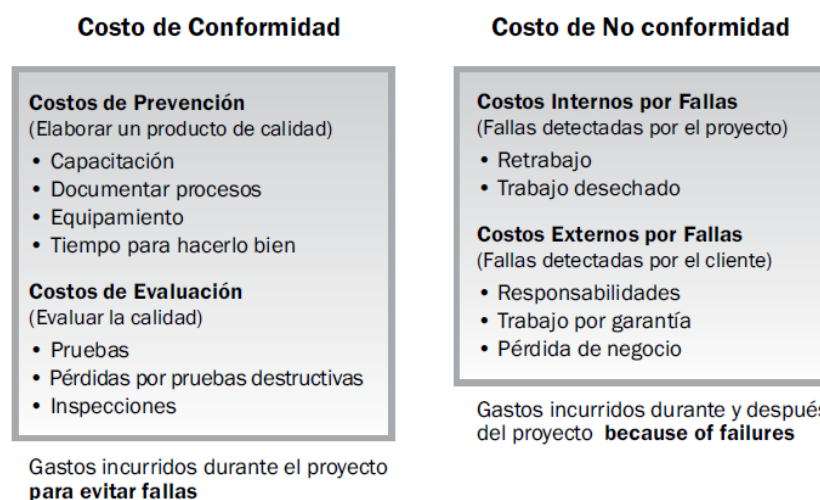 Costo de Conformidad
Costos de Prevención
(Elaborar un producto de calidad)
• Capacitación
• Documentar procesos
• Equipamiento
• Tiempo para hacerlo bien
Costos de Evaluación
(Evaluar la calidad)
• Pruebas
• Pérdidas por pruebas destructivas
• Inspecciones
Gastos incurridos durante el proyecto
para evitar fallas
Costo de No conformidad
Costos Internos por Fallas
(Fallas detectadas por el proyecto)
• Retrabajo
• Trabajo desechado
Costos Externos por Fallas
(Fallas detectadas por el cliente)
• Responsabilidades
• Trabajo por garantía
• Pérdida de negocio
Gastos incurridos durante y después
del proyecto because of failures